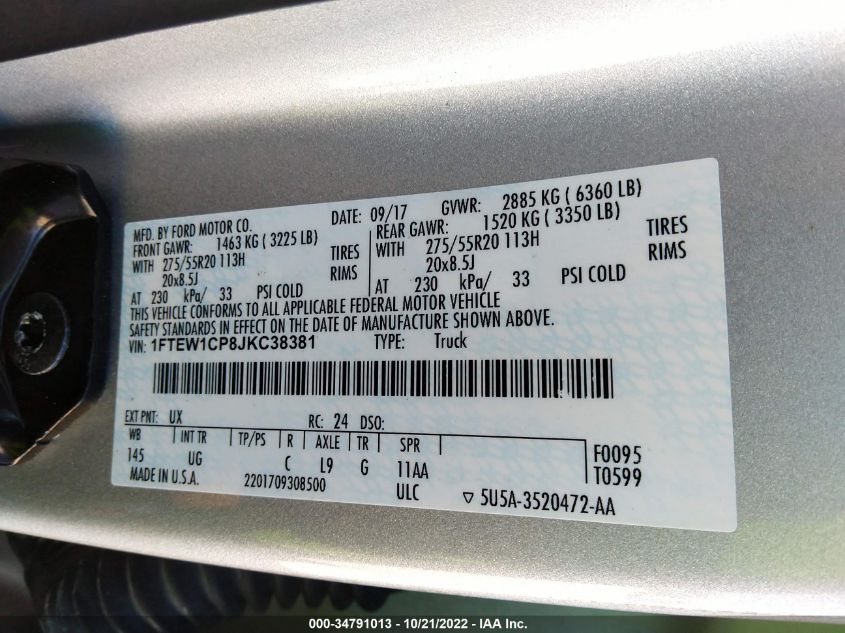 MFD. BY FORD MOTOR CO. DATE: 09/17 GVWR: 2885 KG ( 6360 LB)
FRONT GAWR: 1463 KG ( 3225 LB) REAR GAWR: 1520 KG ( 3350 LB)
WITH 275/55R20 113H TIRES WITH 275/55R20 113H TIRES
20x8.5J RIMS 20x8.5J RIMS
AT 230 kPa/ 33 PSI COLD AT 230 kPa/ 33 PSI COLD
THIS VEHICLE CONFORMS TO ALL APPLICABLE FEDERAL MOTOR VEHICLE
SAFETY STANDARDS IN EFFECT ON THE DATE OF MANUFACTURE SHOWN ABOVE.
VIN: 1FTEW1CP8JKC38381 TYPE: Truck
EXT PNT: UX RC: 24 DSO:
WB INT TR TP/PS R AXLE TR SPR F0095
145 UG C L9 G 11AA T0599
MADE IN U.S.A. 2201709308500 ULC ▽ 5U5A-3520472-AA
000-34791013 - 10/21/2022 - IAA Inc.